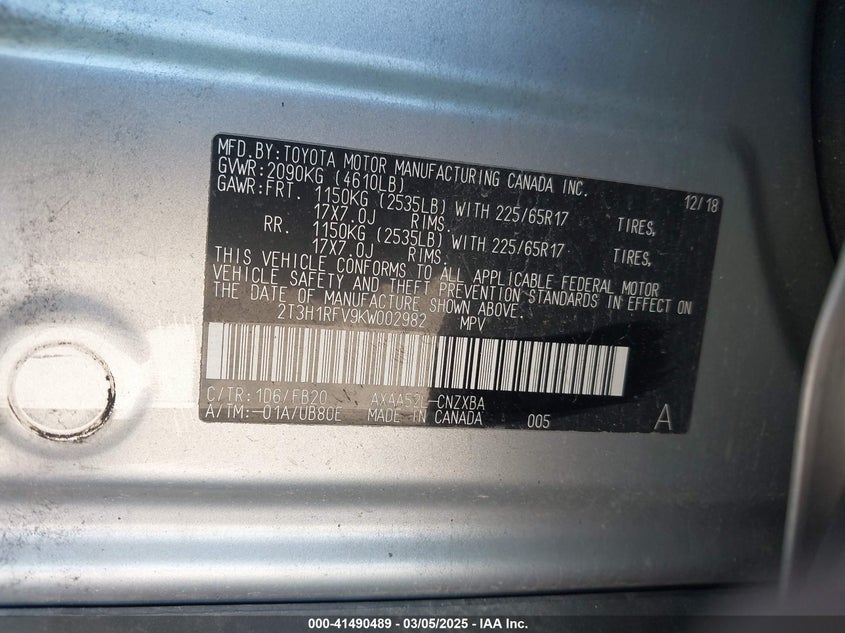 MFD. BY: TOYOTA MOTOR MANUFACTURING CANADA INC.
GVWR: 2090KG (4610LB) 12/18
GAWR: FRT. 1150KG (2535LB) WITH 225/65R17 TIRES,
17X7.0J RIMS.
RR. 1150KG (2535LB) WITH 225/65R17 TIRES,
17X7.0J RIMS.
THIS VEHICLE CONFORMS TO ALL APPLICABLE FEDERAL MOTOR
VEHICLE SAFETY AND THEFT PREVENTION STANDARDS IN EFFECT ON
THE DATE OF MANUFACTURE SHOWN ABOVE.
2T3H1RFV9KW002982 MPV
C/TR: 1D6/FB20 AXAA52L-CNZXBA
A/TM: -01A/UB80E MADE IN CANADA 005 A
000-41490489 - 03/05/2025 - IAA Inc.